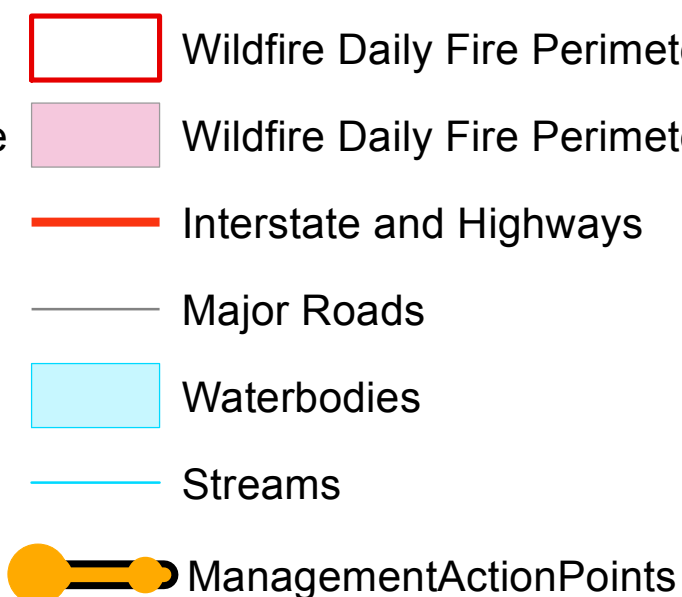 Wildfire Daily Fire Perimet
e Wildfire Daily Fire Perimet
Interstate and Highways
Major Roads
Waterbodies
Streams
ManagementActionPoints